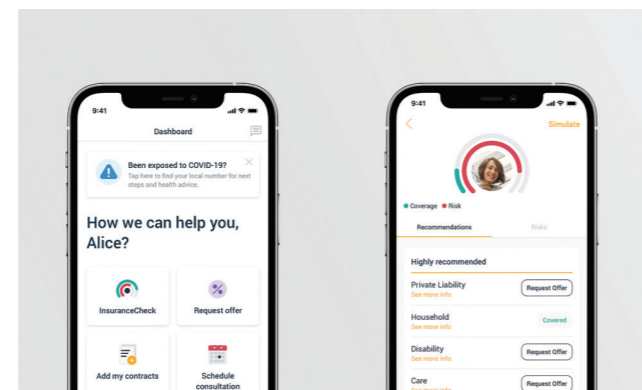 9:41
Dashboard
Been exposed to COVID-19?
Tap here to find your local number for next
steps and health advice.
How we can help you,
Alice?
InsuranceCheck
Request offer
Add my contracts
Schedule
consultation
9:41
Simulate
Coverage
Risk
Recommendations
Risks
Highly recommended
Private Liability
See more info
Request Offer
Household
See more info
Covered
Disability
See more info
Request Offer
Care
See more info
Request Offer